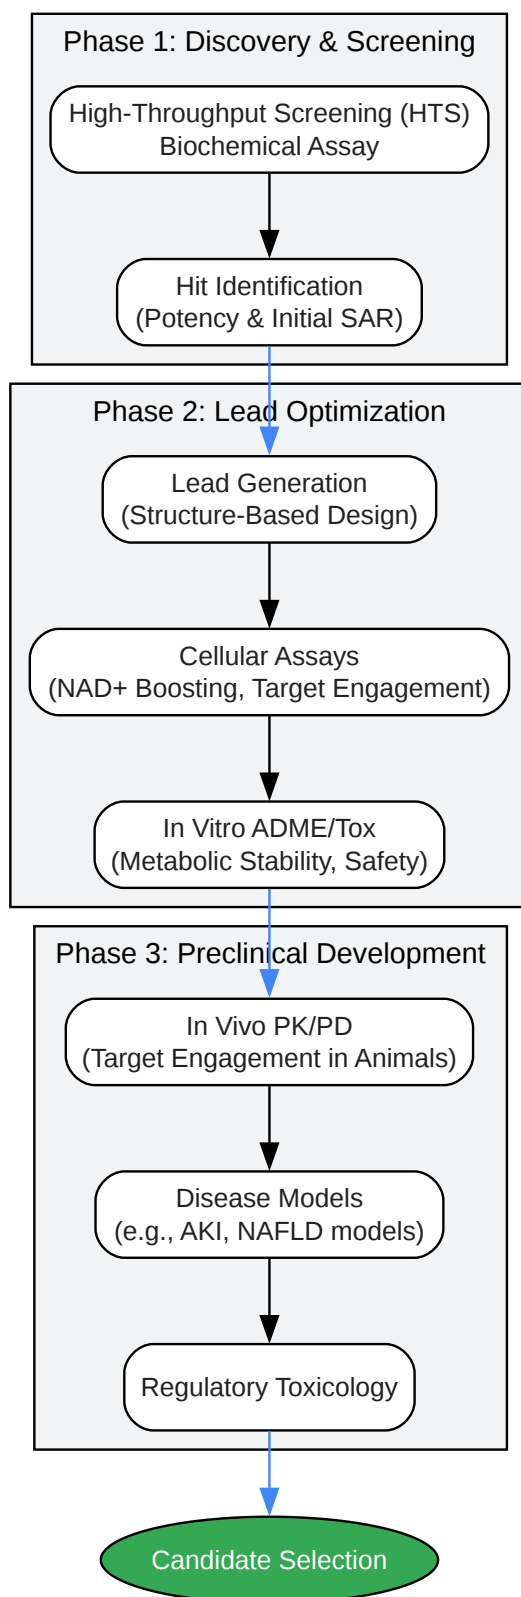 Phase 1: Discovery & Screening
High-Throughput Screening (HTS)
Biochemical Assay
Hit Identification
(Potency & Initial SAR)
Phase 2: Lead Optimization
Lead Generation
(Structure-Based Design)
Cellular Assays
(NAD+ Boosting, Target Engagement)
In Vitro ADME/Tox
(Metabolic Stability, Safety)
Phase 3: Preclinical Development
In Vivo PK/PD
(Target Engagement in Animals)
Disease Models
(e.g., AKI, NAFLD models)
Regulatory Toxicology
Candidate Selection